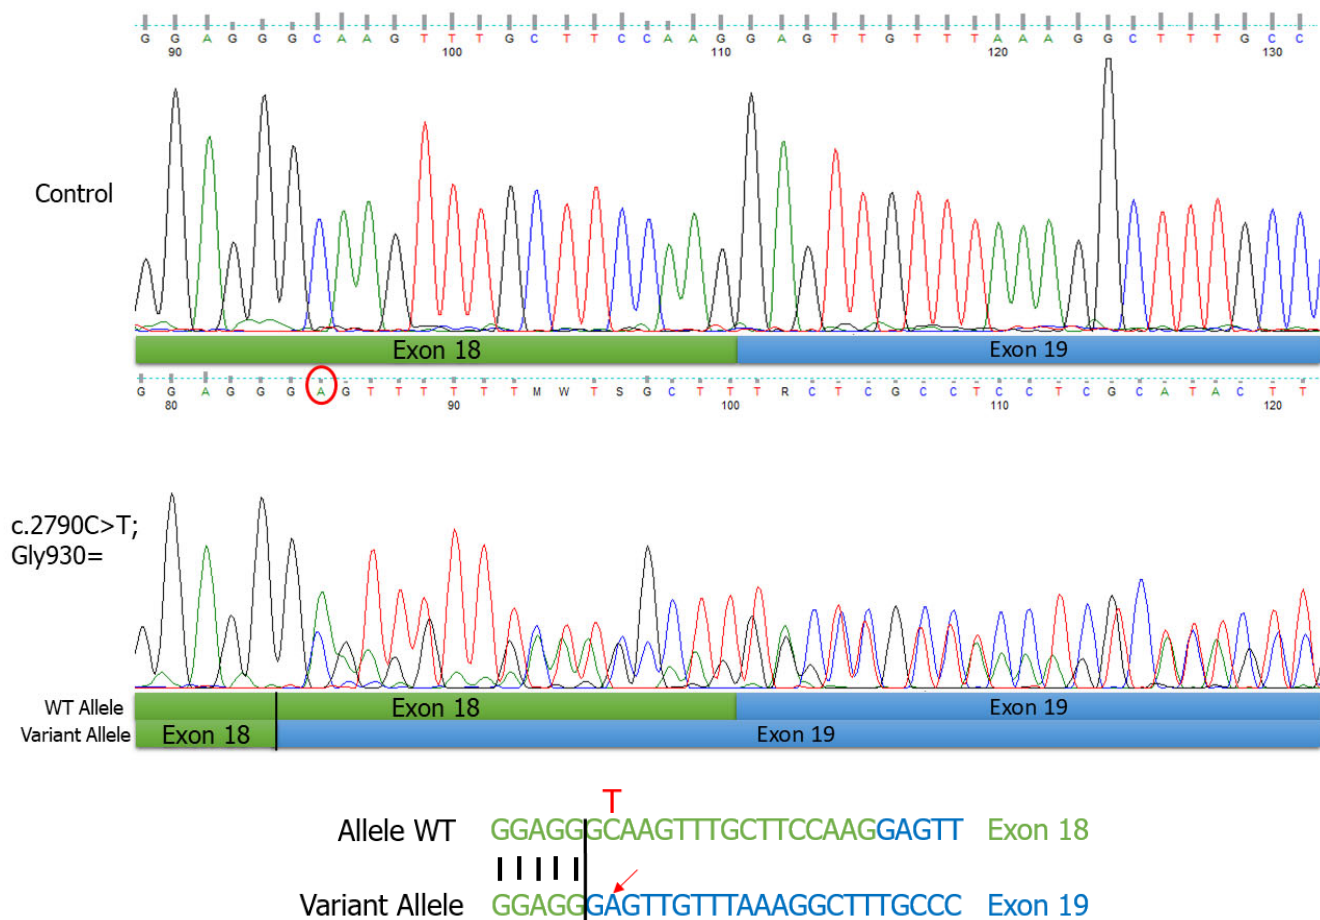 G G A G G G C A A G T T T G C T T C C A A G G A G T T G T T T A A A G G C T T T G C C
90 100 110 120 130
Control
Exon 18 Exon 19
G G A G G G A G T T T T T T M W T S G C T T T R C T C G C C T C C T C G C A T A C T T
80 90 100 110 120
c.2790C>T;
Gly930=
WT Allele Exon 18 Exon 19
Variant Allele Exon 18 Exon 19
T
Allele WT GGAGGGCAAGTTTGCTTCCAAGGAGTT Exon 18
Variant Allele GGAGGGAGTTGTTTAAAGGCTTTGCCC Exon 19